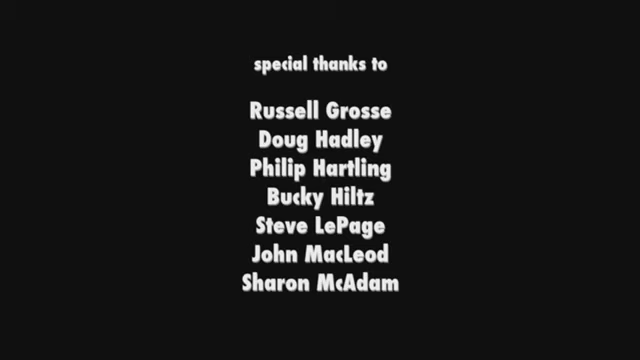 special thanks to
Russell Grosse
Doug Hadley
Philip Hartling
Bucky Hiltz
Steve LePage
John MacLeod
Sharon McAdam